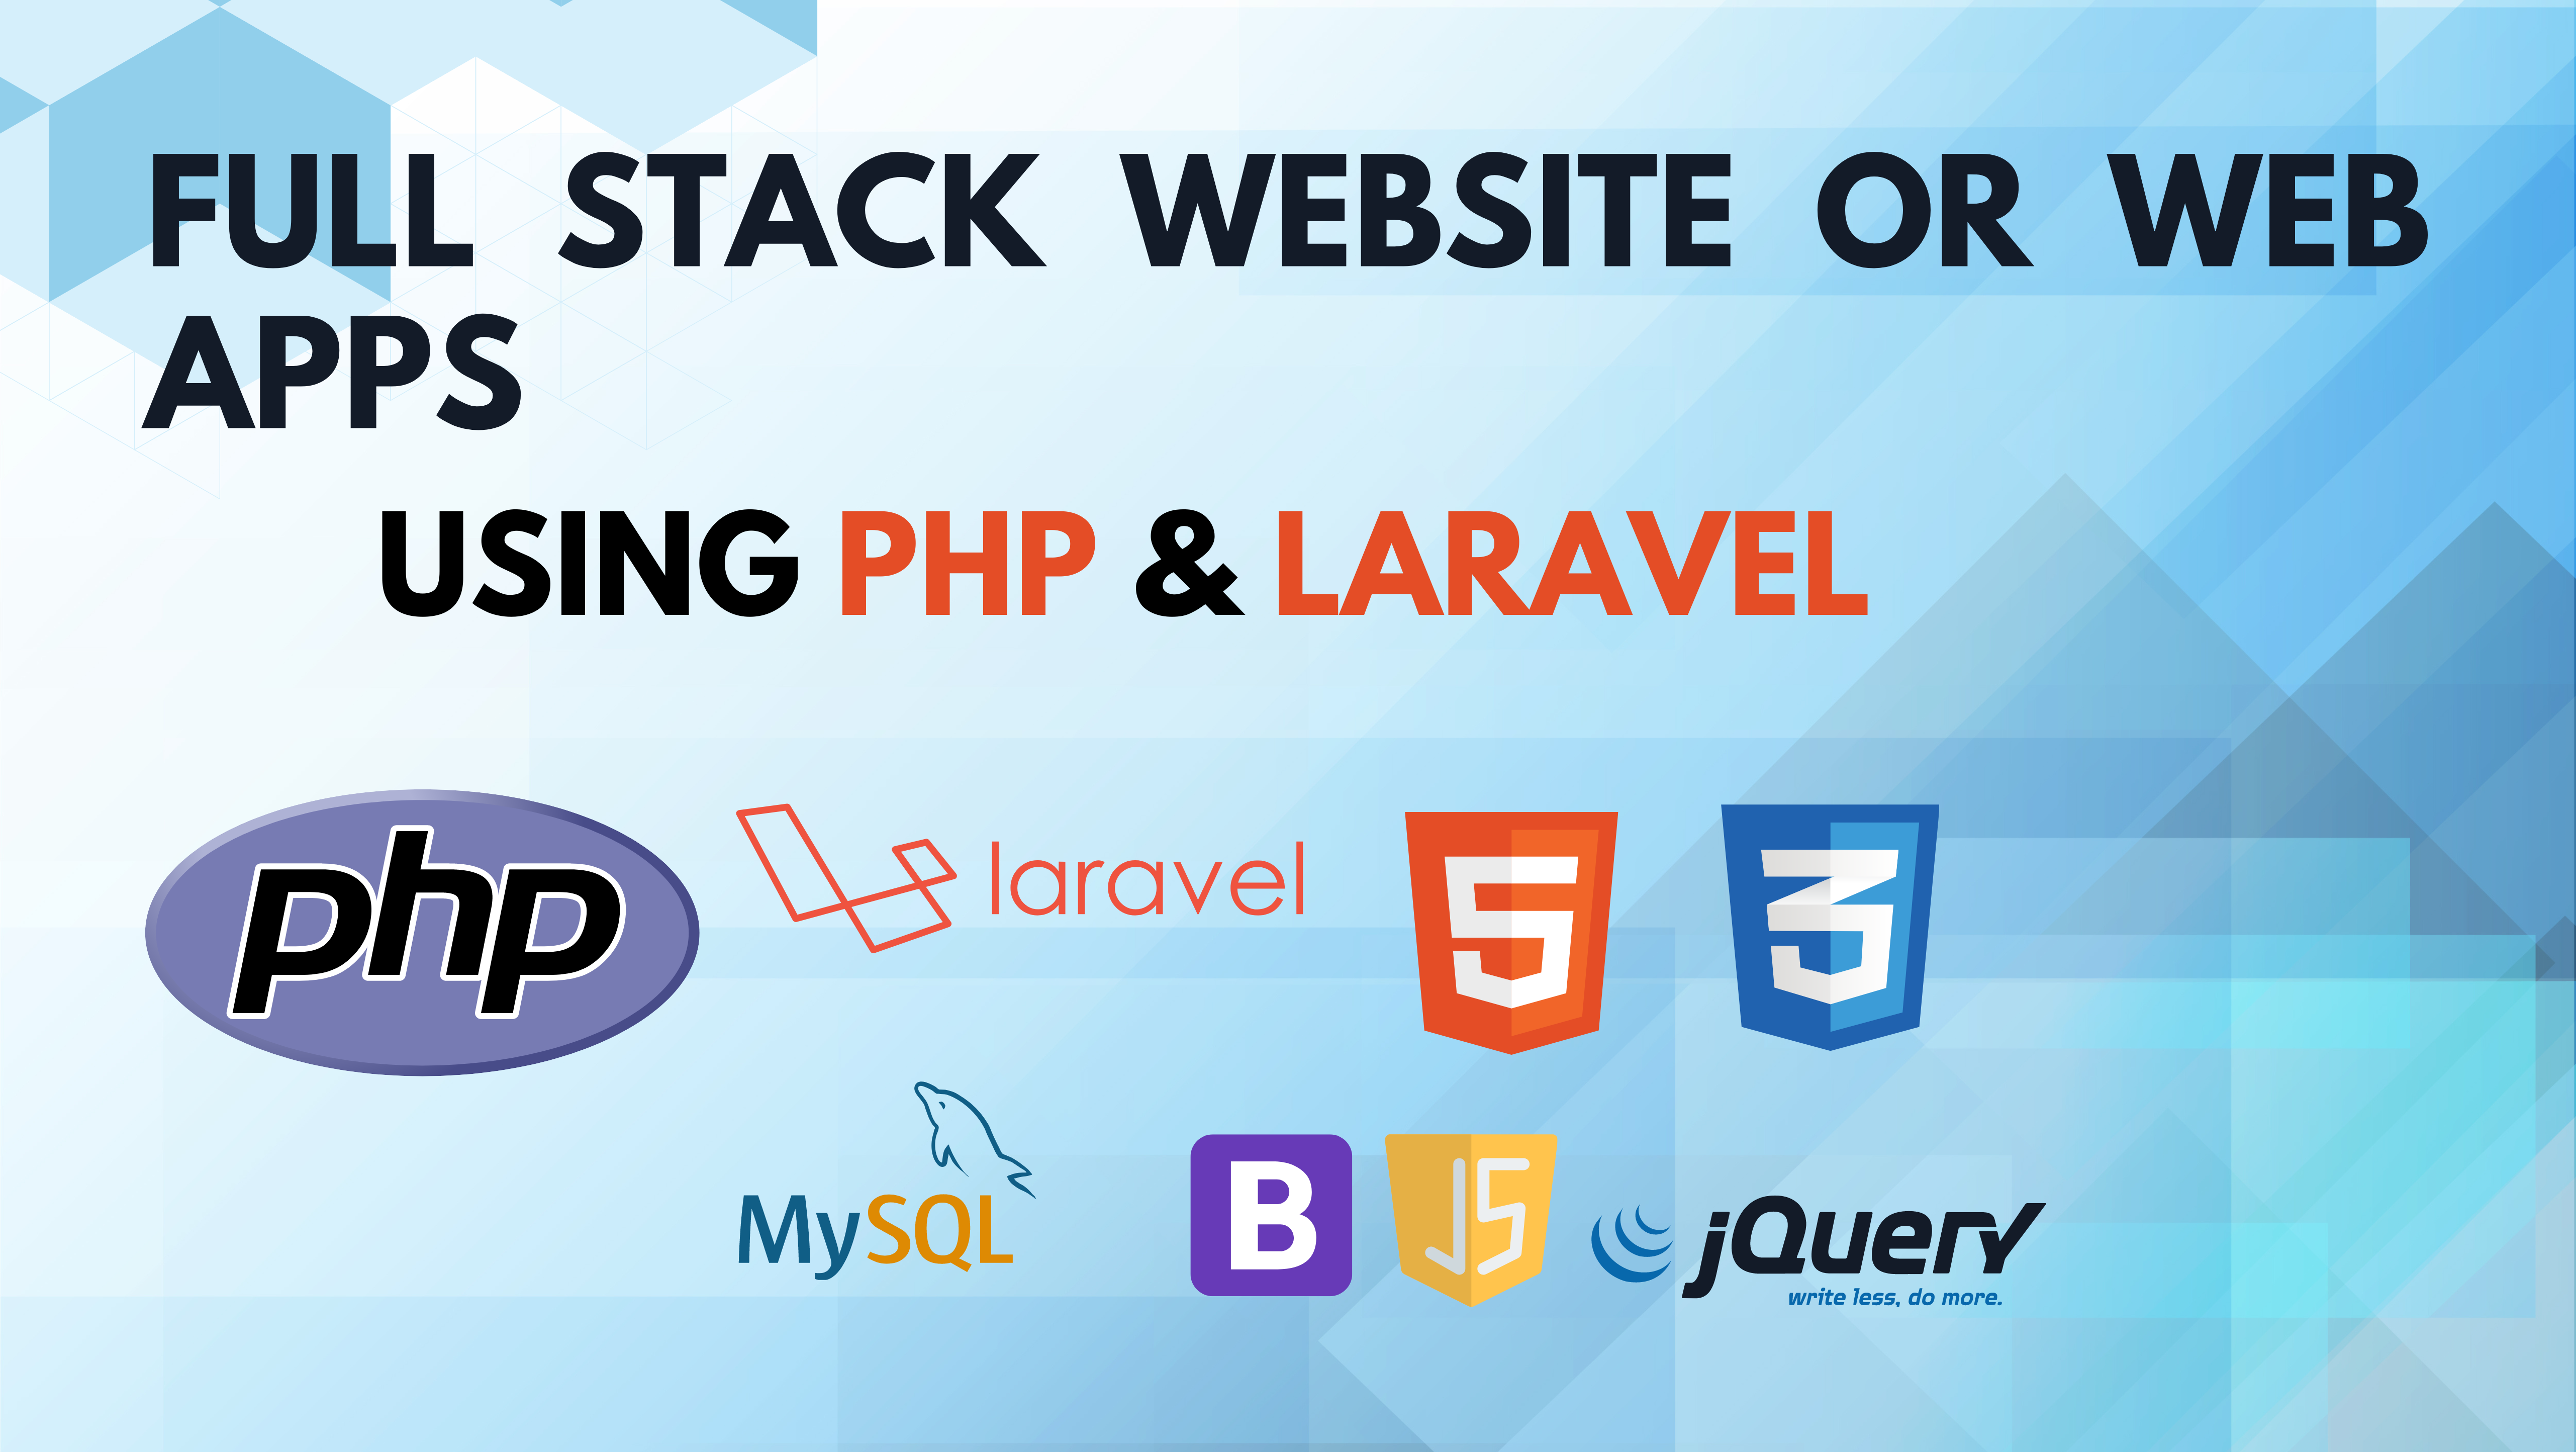 FULL STACK WEBSITE OR WEB
APPS
USING PHP & LARAVEL
php
laravel
5
3
MySQL
B
JS
jQuery
write less, do more.